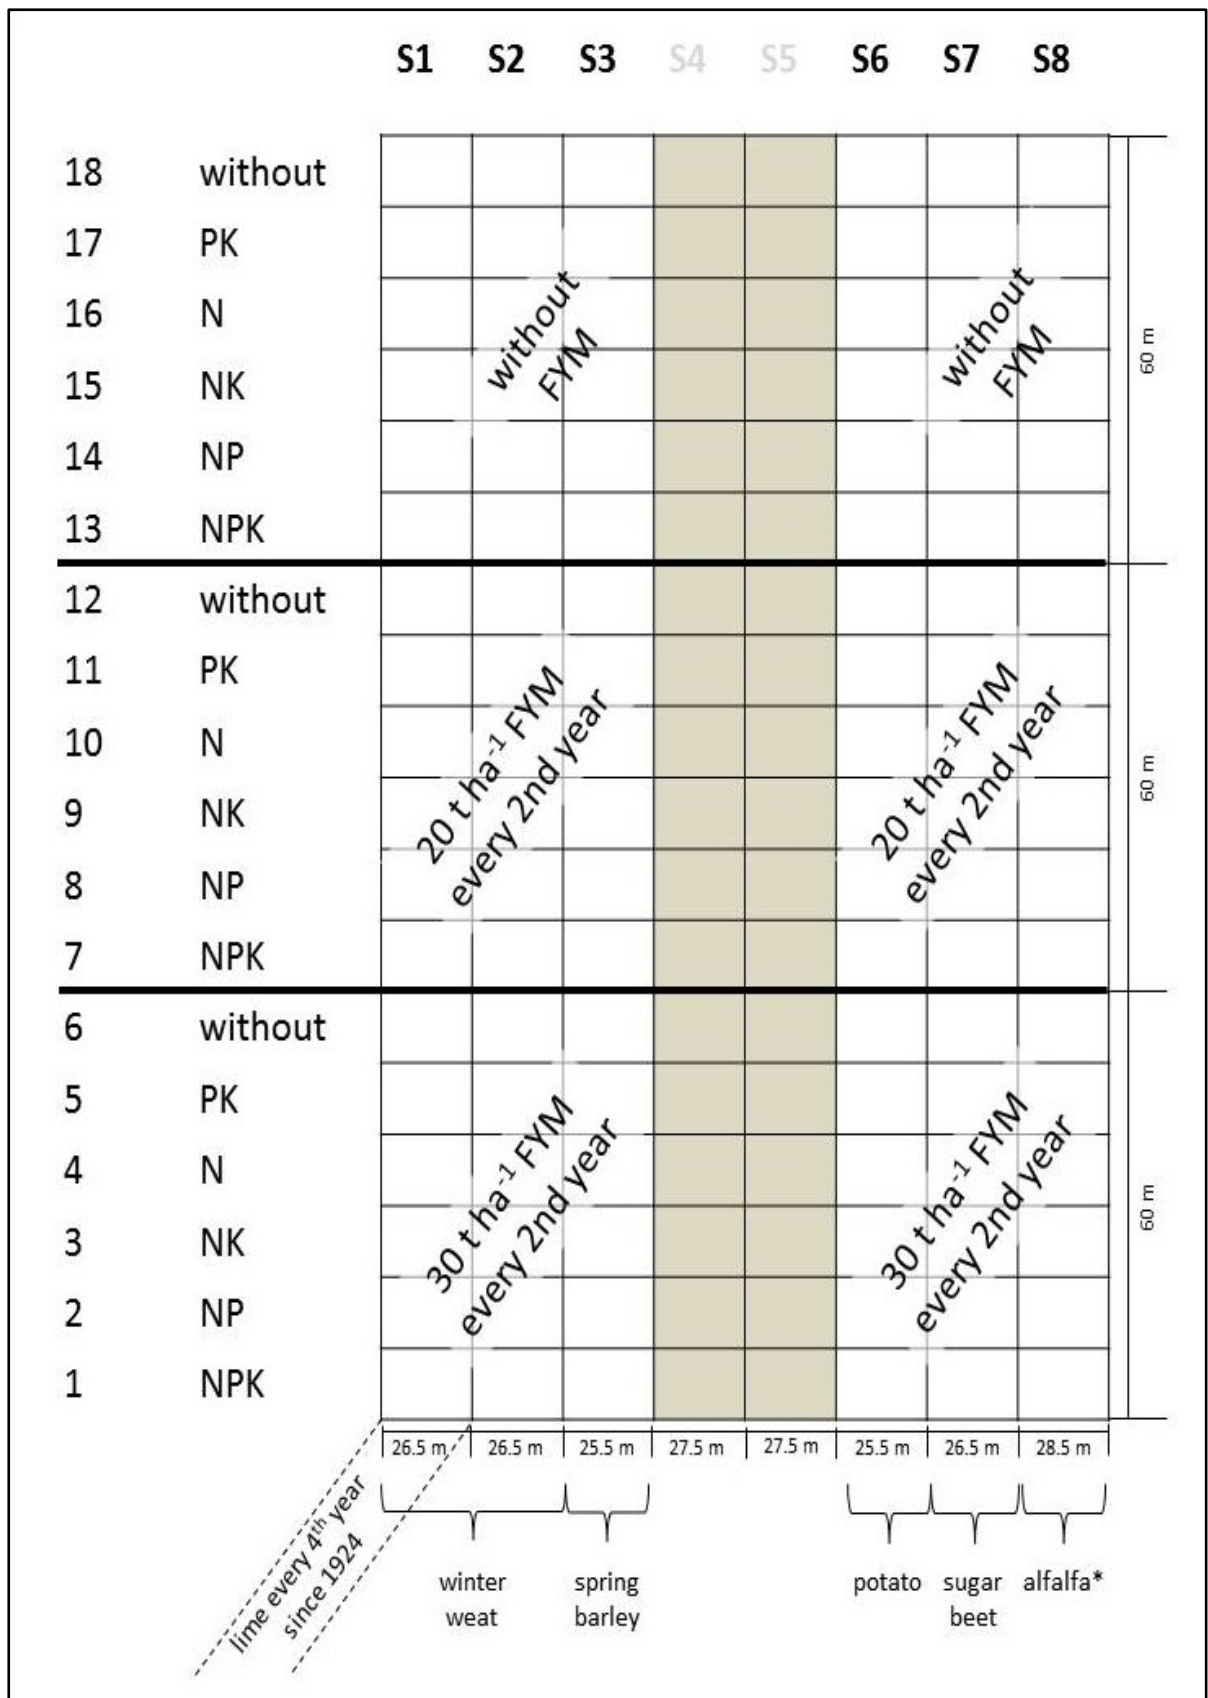 S1 S2 S3 S4 S5 S6 S7 S8
18 without
17 PK
16 N
15 NK
14 NP
13 NPK
without
FYM
without
FYM
60 m
12 without
11 PK
10 N
9 NK
8 NP
7 NPK
20 t ha⁻¹ FYM
every 2nd year
20 t ha⁻¹ FYM
every 2nd year
60 m
6 without
5 PK
4 N
3 NK
2 NP
1 NPK
30 t ha⁻¹ FYM
every 2nd year
30 t ha⁻¹ FYM
every 2nd year
60 m
26.5 m 26.5 m 25.5 m 27.5 m 27.5 m 25.5 m 26.5 m 28.5 m
lime every 4th year
since 1924
winter
weat
spring
barley
potato
sugar
beet
alfalfa*